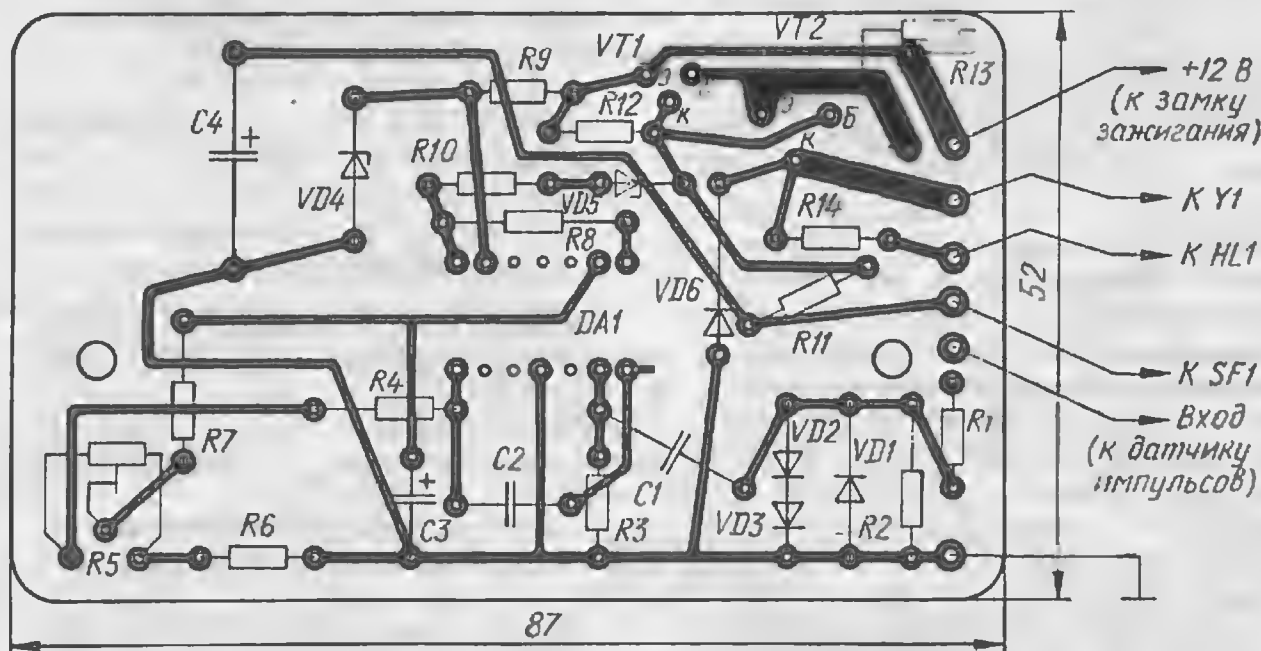 VT1
VT2
R9
R13
+12 В
(к замку
зажигания)
R12
Э
К
Э
Б
C4
+
R10
К
К Y1
VD4
VD5
R14
R8
К HL1
VD6
52
DA1
R11
К SF1
R4
R7
VD2
VD1
R1
Вход
(к датчику
импульсов)
C2
C1
+
C3
R3
VD3
R2
R6
R5
87